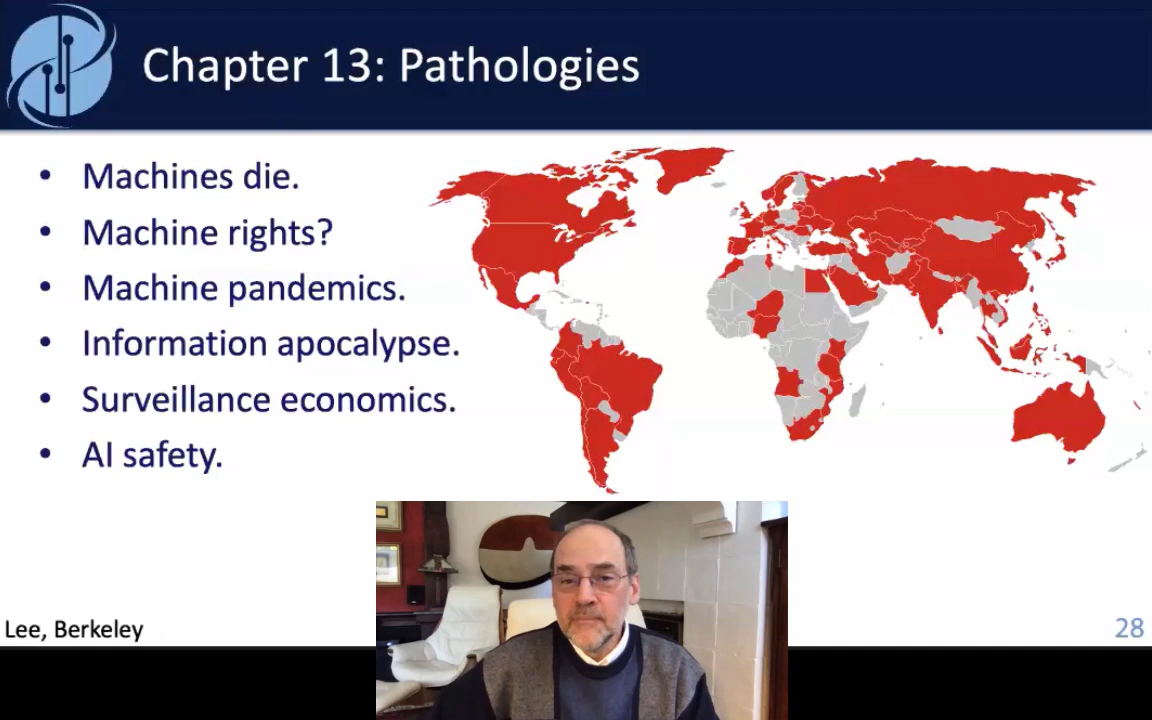 Chapter 13: Pathologies
• Machines die.
• Machine rights?
• Machine pandemics.
• Information apocalypse.
• Surveillance economics.
• AI safety.
Lee, Berkeley
28